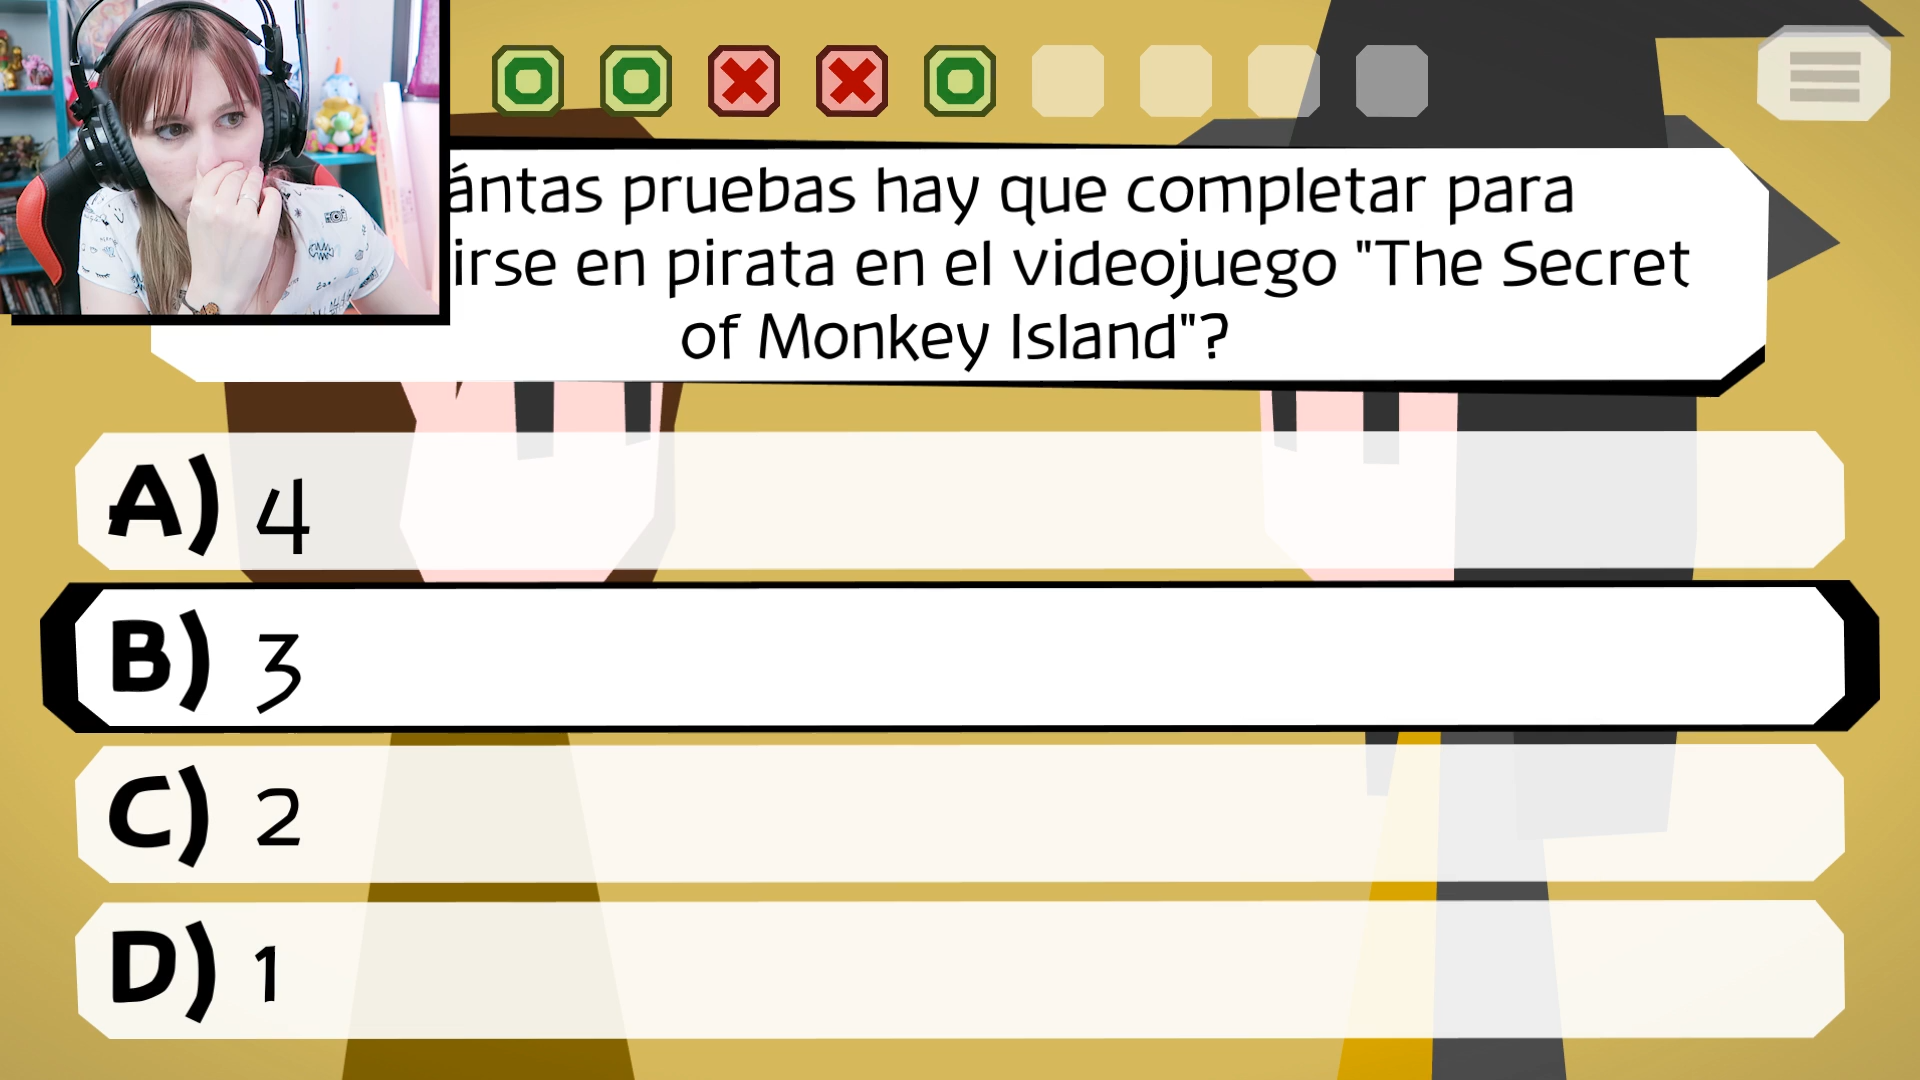 ántas pruebas hay que completar para
irse en pirata en el videojuego "The Secret
of Monkey Island"?
A) 4
B) 3
C) 2
D) 1